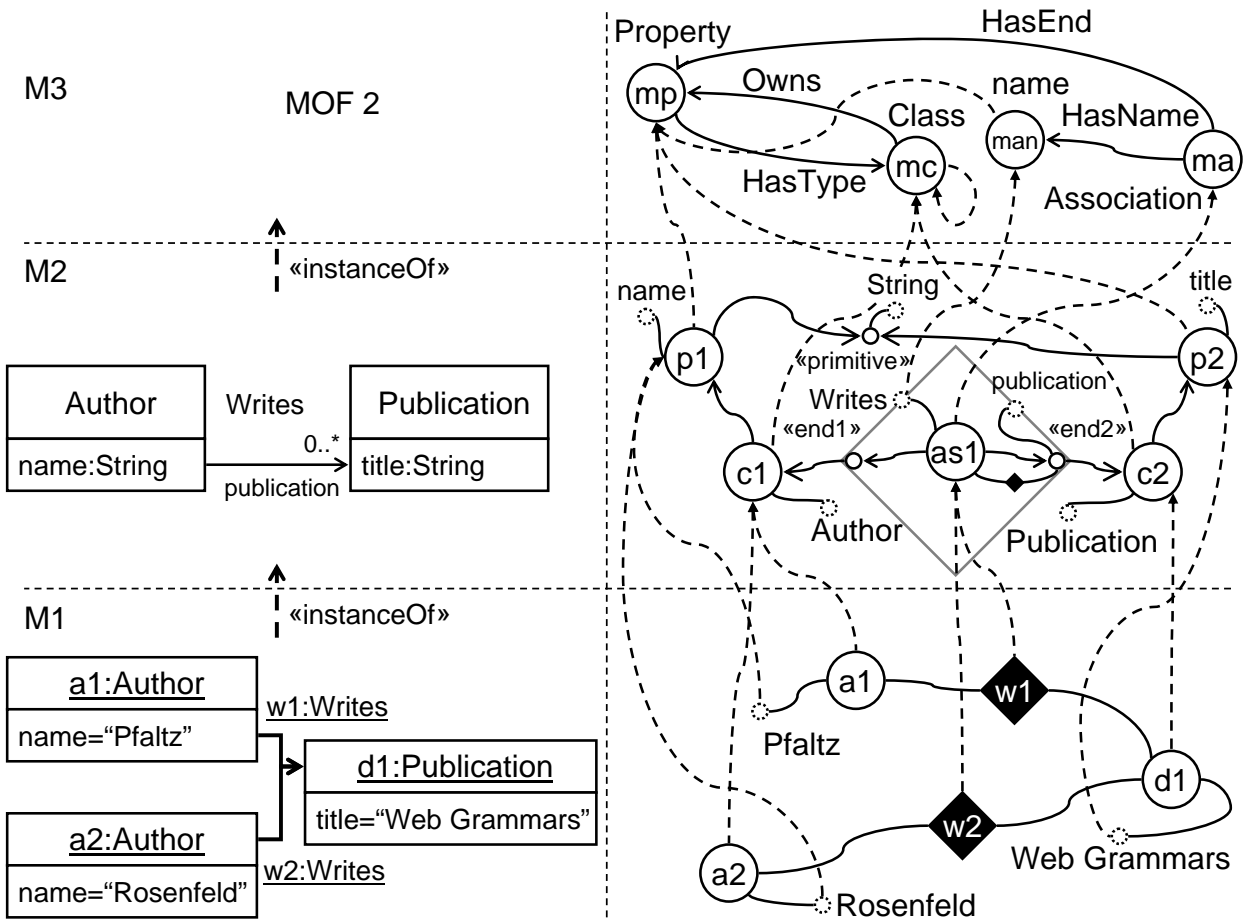 M3
MOF 2
Property
HasEnd
mp
Owns
name
Class
HasName
man
mc
ma
HasType
Association
M2
«instanceOf»
name
String
title
p1
«primitive»
p2
Author
Writes
Publication
0..*
name:String
title:String
publication
Writes
publication
«end1»
«end2»
c1
as1
c2
Author
Publication
M1
«instanceOf»
a1:Author
w1:Writes
name=“Pfaltz”
d1:Publication
title=“Web Grammars”
a2:Author
w2:Writes
name=“Rosenfeld”
a1
w1
Pfaltz
d1
w2
Web Grammars
a2
Rosenfeld